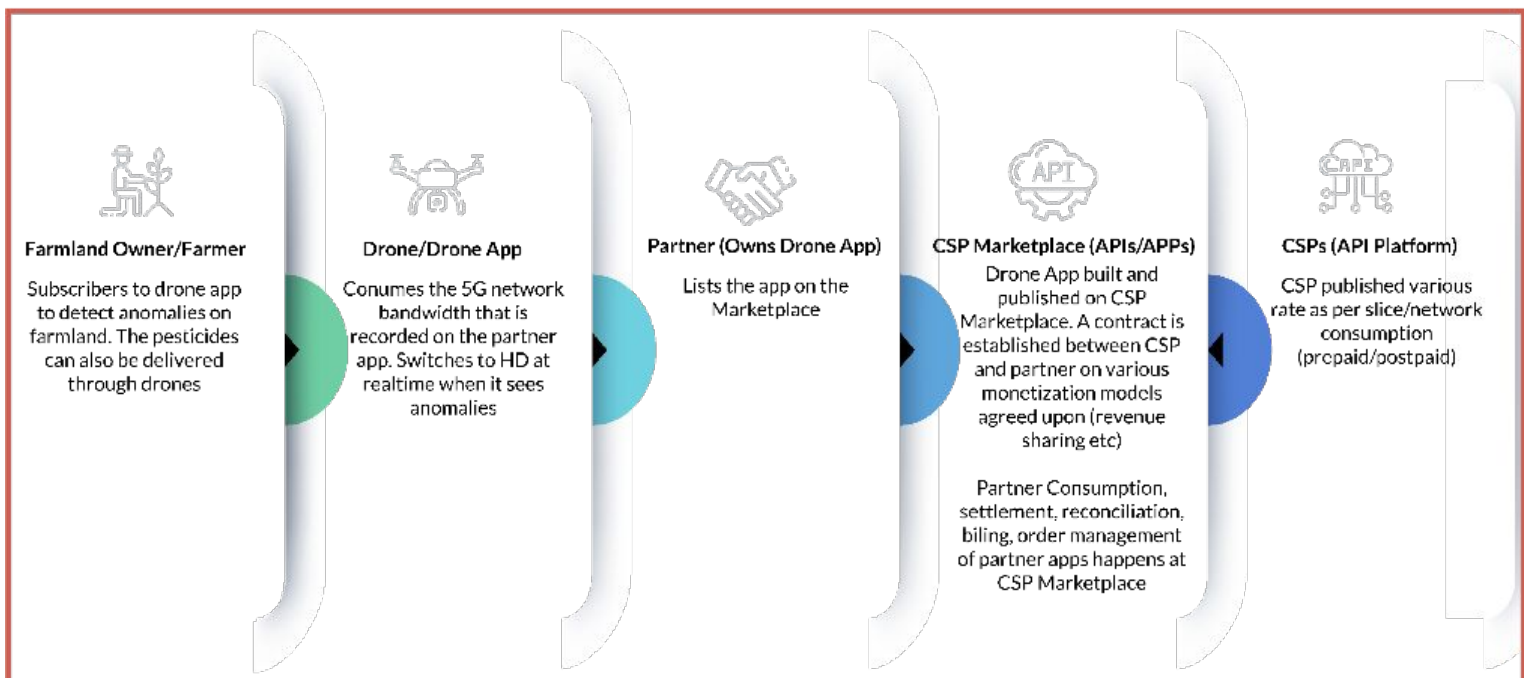 Farmland Owner/Farmer
Subscribers to drone app
to detect anomalies on
farmland. The pesticides
can also be delivered
through drones
Drone/Drone App
Conumes the 5G network
bandwidth that is
recorded on the partner
app. Switches to HD at
realtime when it sees
anomalies
Partner (Owns Drone App)
Lists the app on the
Marketplace
API
CSP Marketplace (APIs/APPs)
Drone App built and
published on CSP
Marketplace. A contract is
established between CSP
and partner on various
monetization models
agreed upon (revenue
sharing etc)
Partner Consumption,
settlement, reconciliation,
biling, order management
of partner apps happens at
CSP Marketplace
API
CSPs (API Platform)
CSP published various
rate as per slice/network
consumption
(prepaid/postpaid)